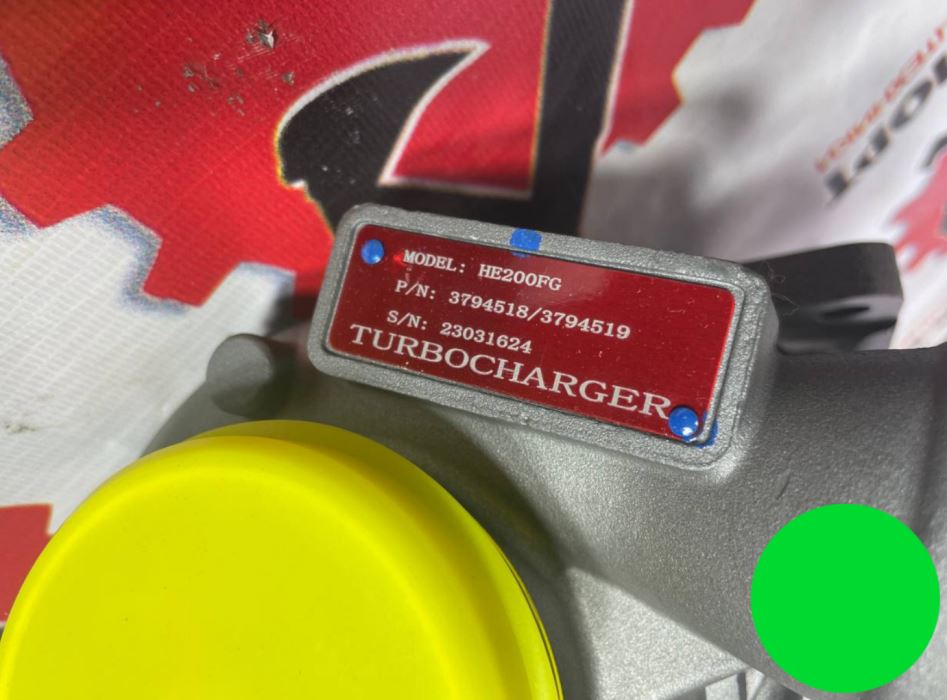 MODEL: HE200FG
P/N: 3794518/3794519
S/N: 23031624
TURBOCHARGER